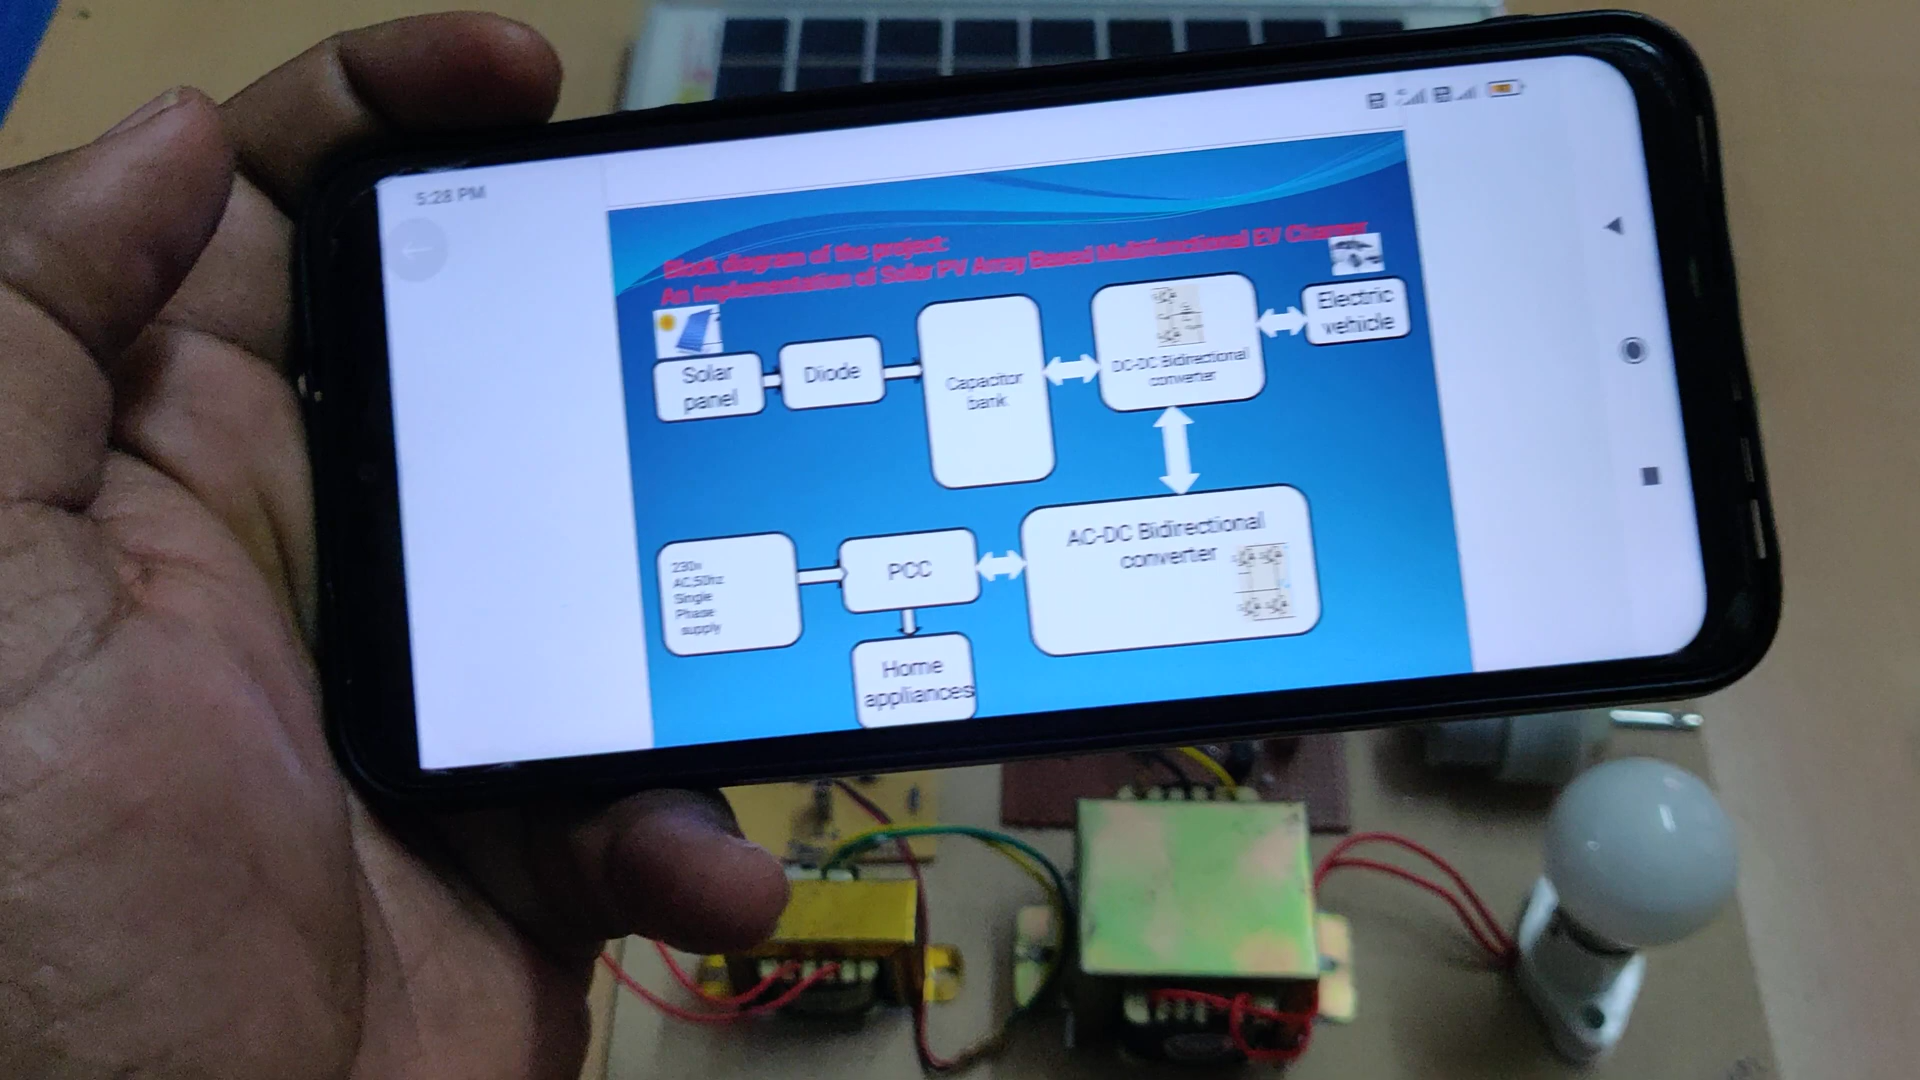 5:28 PM
Block diagram of the project:
An Implementation of Solar PV Array Based Multifunctional EV Charger
Solar
panel
Diode
Capacitor
bank
DC-DC Bidirectional
converter
Electric
vehicle
230v
AC,50hz
Single
Phase
supply
PCC
AC-DC Bidirectional
converter
Home
appliances